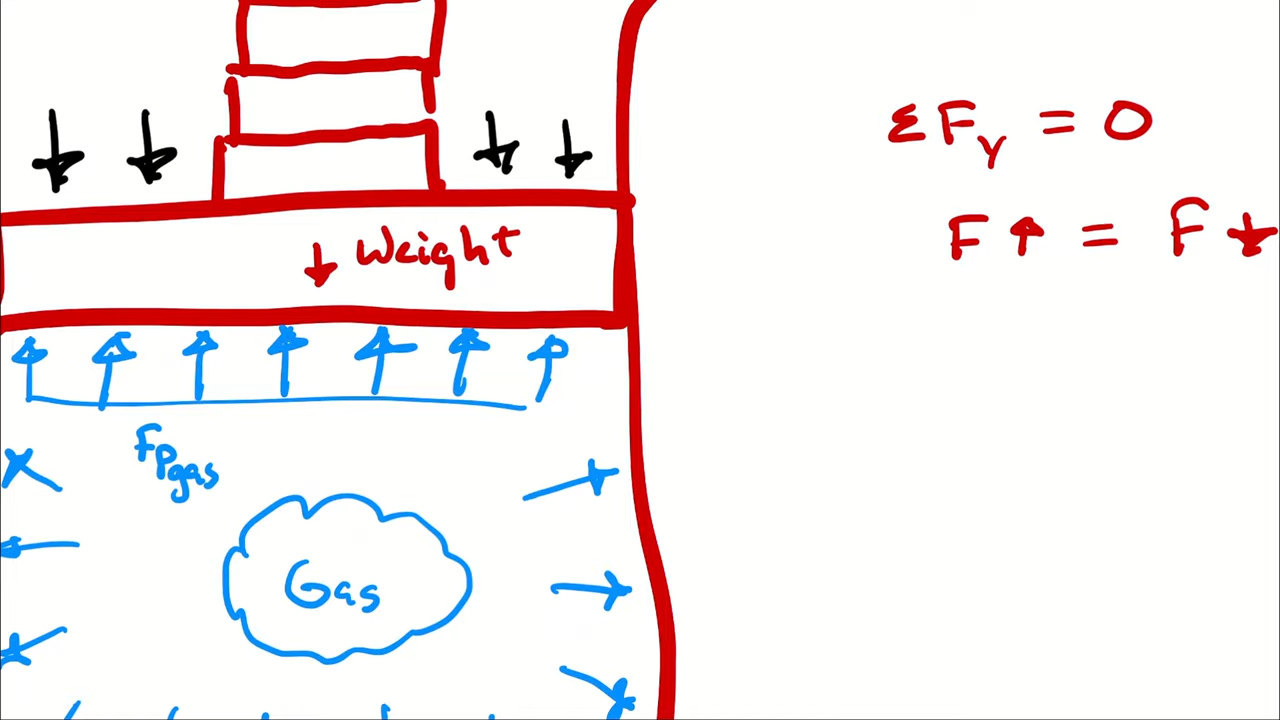 ΣFy = 0
F↑ = F↓
↓ Weight
FPgas
Gas